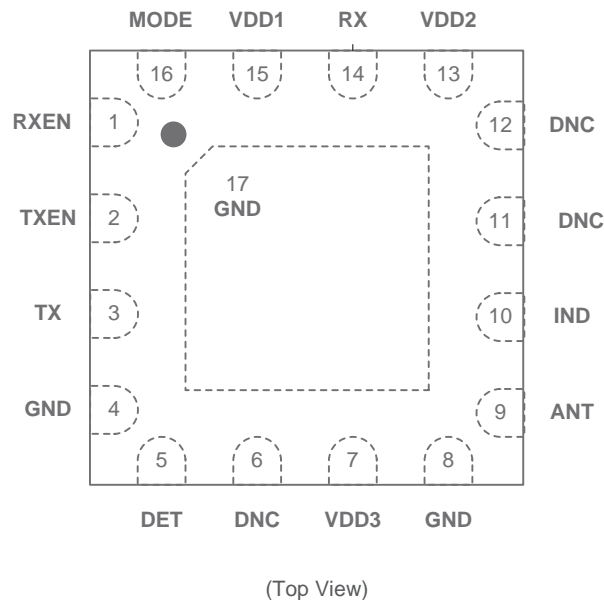 MODE VDD1 RX VDD2
16 15 14 13
RXEN 1 12 DNC
17
GND
TXEN 2 11 DNC
TX 3 10 IND
GND 4 9 ANT
5 6 7 8
DET DNC VDD3 GND
(Top View)